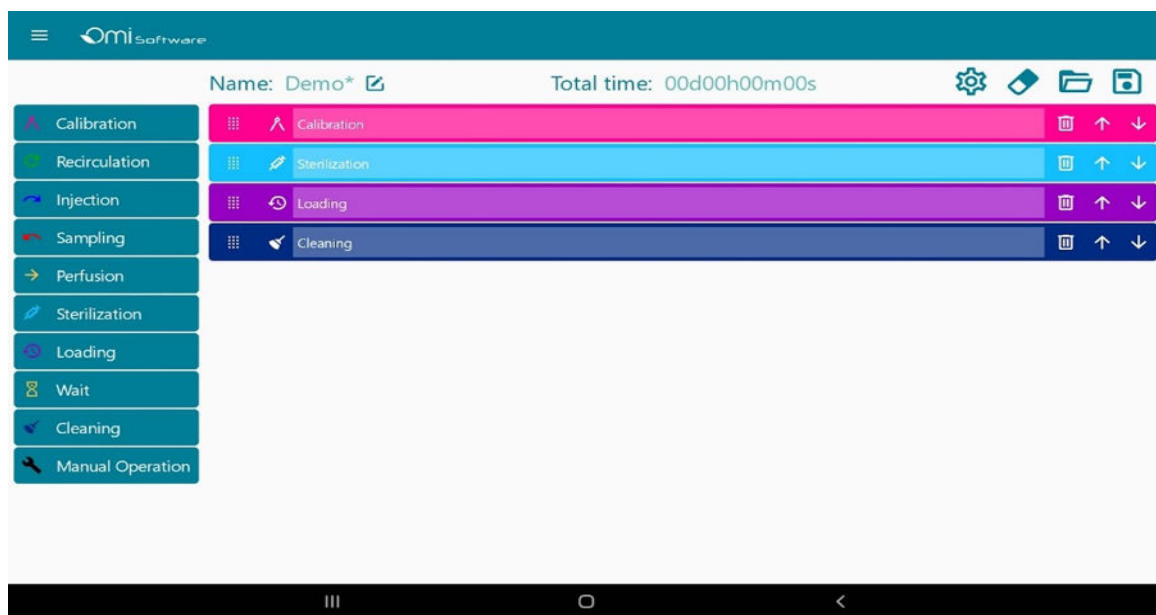 Omi Software
Name: Demo* Total time: 00d00h00m00s
Calibration
Recirculation
Injection
Sampling
Perfusion
Sterilization
Loading
Wait
Cleaning
Manual Operation
Calibration
Sterilization
Loading
Cleaning